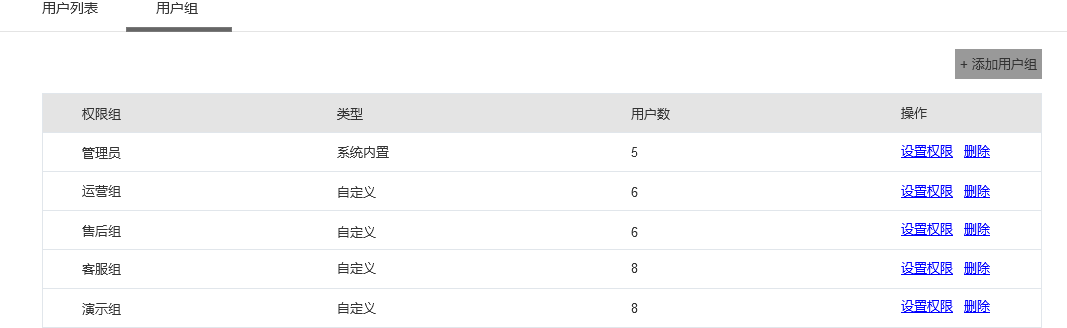 用户列表 用户组
+ 添加用户组
权限组 类型 用户数 操作
管理员 系统内置 5 设置权限 删除
运营组 自定义 6 设置权限 删除
售后组 自定义 6 设置权限 删除
客服组 自定义 8 设置权限 删除
演示组 自定义 8 设置权限 删除